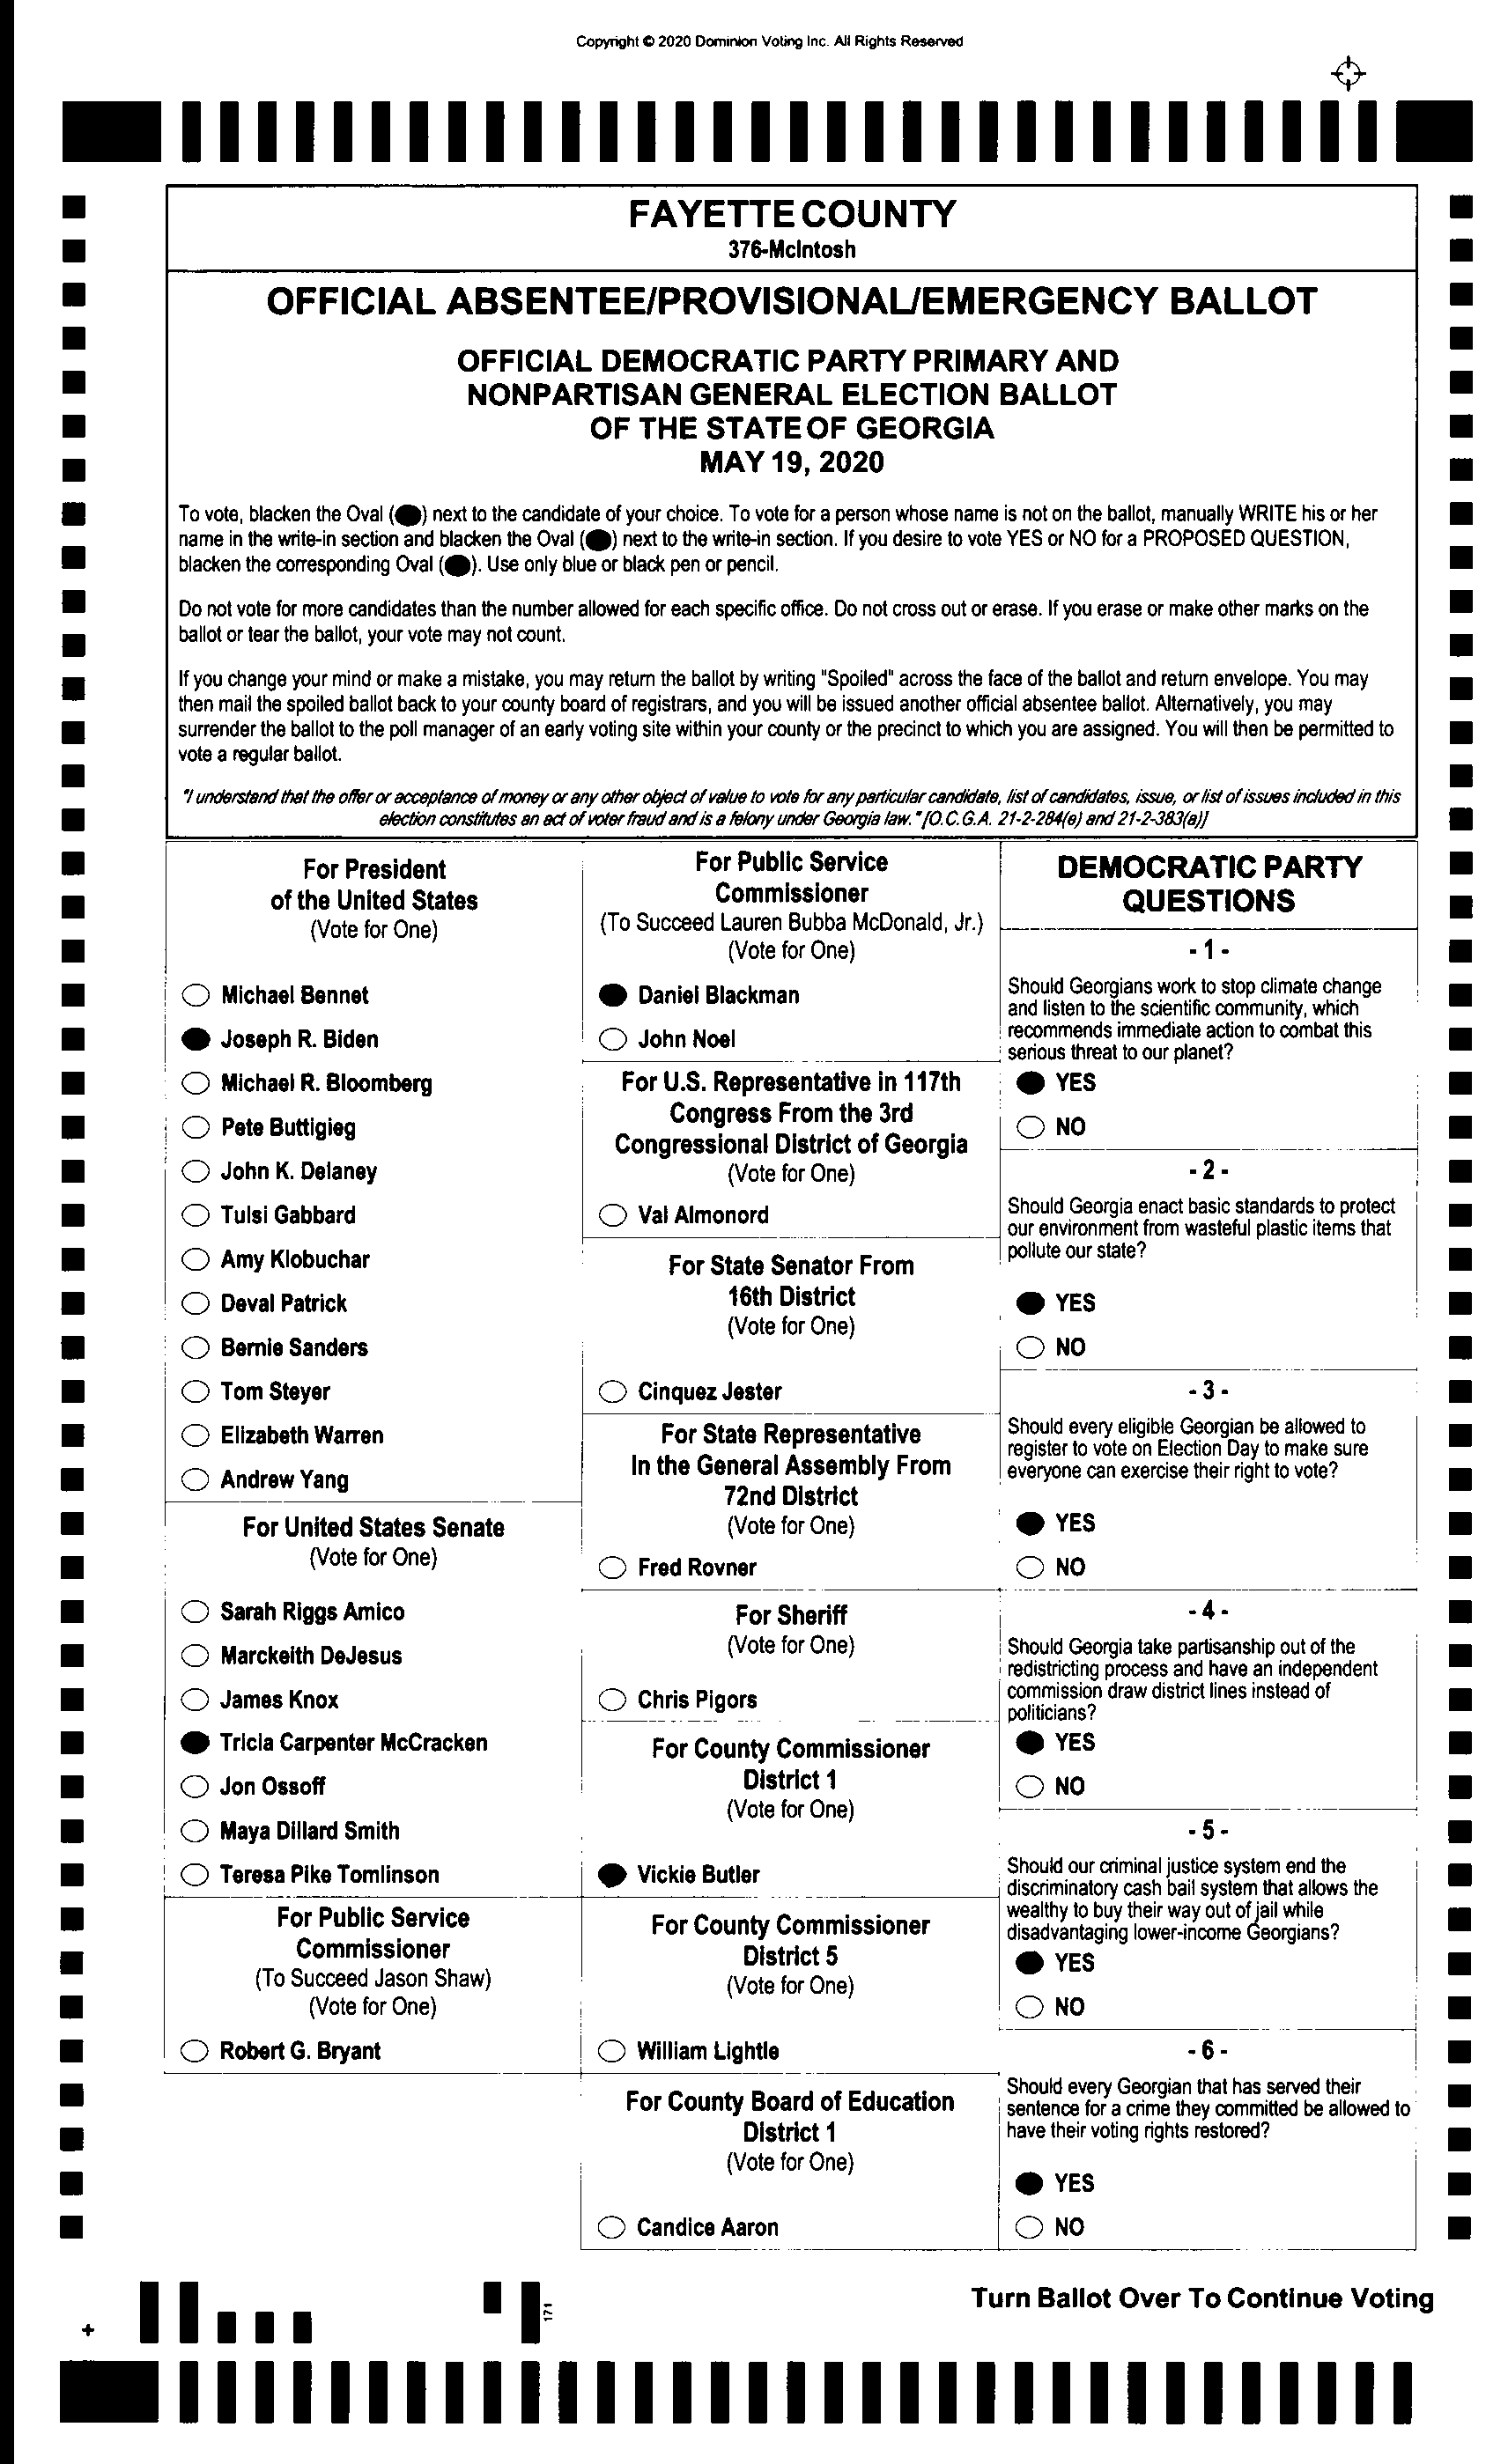 Copyright © 2020 Dominion Voting Inc. All Rights Reserved
FAYETTE COUNTY
376-McIntosh
OFFICIAL ABSENTEE/PROVISIONAL/EMERGENCY BALLOT
OFFICIAL DEMOCRATIC PARTY PRIMARY AND
NONPARTISAN GENERAL ELECTION BALLOT
OF THE STATE OF GEORGIA
MAY 19, 2020
To vote, blacken the Oval (●) next to the candidate of your choice. To vote for a person whose name is not on the ballot, manually WRITE his or her
name in the write-in section and blacken the Oval (●) next to the write-in section. If you desire to vote YES or NO for a PROPOSED QUESTION,
blacken the corresponding Oval (●). Use only blue or black pen or pencil.
Do not vote for more candidates than the number allowed for each specific office. Do not cross out or erase. If you erase or make other marks on the
ballot or tear the ballot, your vote may not count.
If you change your mind or make a mistake, you may return the ballot by writing "Spoiled" across the face of the ballot and return envelope. You may
then mail the spoiled ballot back to your county board of registrars, and you will be issued another official absentee ballot. Alternatively, you may
surrender the ballot to the poll manager of an early voting site within your county or the precinct to which you are assigned. You will then be permitted to
vote a regular ballot.
"I understand that the offer or acceptance of money or any other object of value to vote for any particular candidate, list of candidates, issue, or list of issues included in this
election constitutes an act of voter fraud and is a felony under Georgia law." [O.C.G.A. 21-2-284(e) and 21-2-383(a)]
For President
of the United States
(Vote for One)
Michael Bennet
Joseph R. Biden
Michael R. Bloomberg
Pete Buttigieg
John K. Delaney
Tulsi Gabbard
Amy Klobuchar
Deval Patrick
Bernie Sanders
Tom Steyer
Elizabeth Warren
Andrew Yang
For United States Senate
(Vote for One)
Sarah Riggs Amico
Marckeith DeJesus
James Knox
Tricia Carpenter McCracken
Jon Ossoff
Maya Dillard Smith
Teresa Pike Tomlinson
For Public Service
Commissioner
(To Succeed Jason Shaw)
(Vote for One)
Robert G. Bryant
For Public Service
Commissioner
(To Succeed Lauren Bubba McDonald, Jr.)
(Vote for One)
Daniel Blackman
John Noel
For U.S. Representative in 117th
Congress From the 3rd
Congressional District of Georgia
(Vote for One)
Val Almonord
For State Senator From
16th District
(Vote for One)
Cinquez Jester
For State Representative
In the General Assembly From
72nd District
(Vote for One)
Fred Rovner
For Sheriff
(Vote for One)
Chris Pigors
For County Commissioner
District 1
(Vote for One)
Vickie Butler
For County Commissioner
District 5
(Vote for One)
William Lightle
For County Board of Education
District 1
(Vote for One)
Candice Aaron
DEMOCRATIC PARTY
QUESTIONS
- 1 -
Should Georgians work to stop climate change
and listen to the scientific community, which
recommends immediate action to combat this
serious threat to our planet?
YES
NO
- 2 -
Should Georgia enact basic standards to protect
our environment from wasteful plastic items that
pollute our state?
YES
NO
- 3 -
Should every eligible Georgian be allowed to
register to vote on Election Day to make sure
everyone can exercise their right to vote?
YES
NO
- 4 -
Should Georgia take partisanship out of the
redistricting process and have an independent
commission draw district lines instead of
politicians?
YES
NO
- 5 -
Should our criminal justice system end the
discriminatory cash bail system that allows the
wealthy to buy their way out of jail while
disadvantaging lower-income Georgians?
YES
NO
- 6 -
Should every Georgian that has served their
sentence for a crime they committed be allowed to
have their voting rights restored?
YES
NO
171
Turn Ballot Over To Continue Voting